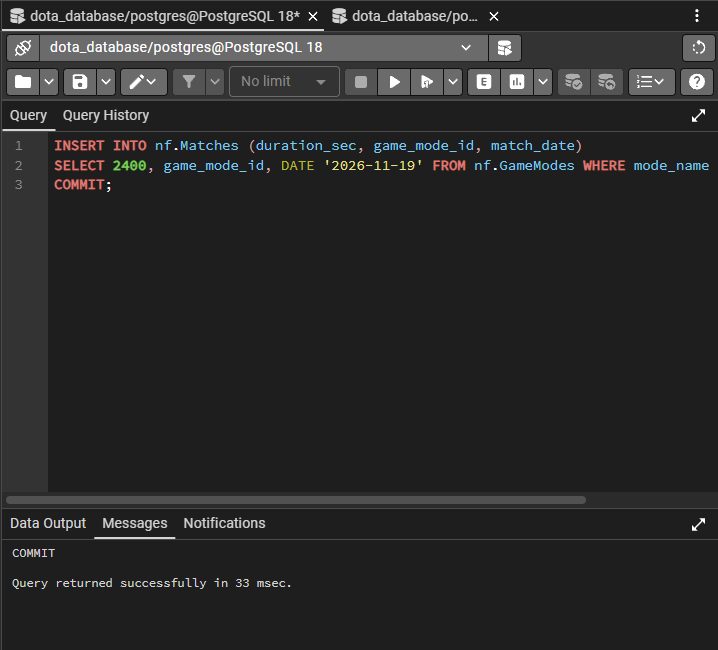 dota_database/postgres@PostgreSQL 18* dota_database/po...
dota_database/postgres@PostgreSQL 18
No limit E
Query Query History
1 INSERT INTO nf.Matches (duration_sec, game_mode_id, match_date)
2 SELECT 2400, game_mode_id, DATE '2026-11-19' FROM nf.GameModes WHERE mode_name
3 COMMIT;
Data Output Messages Notifications
COMMIT
Query returned successfully in 33 msec.